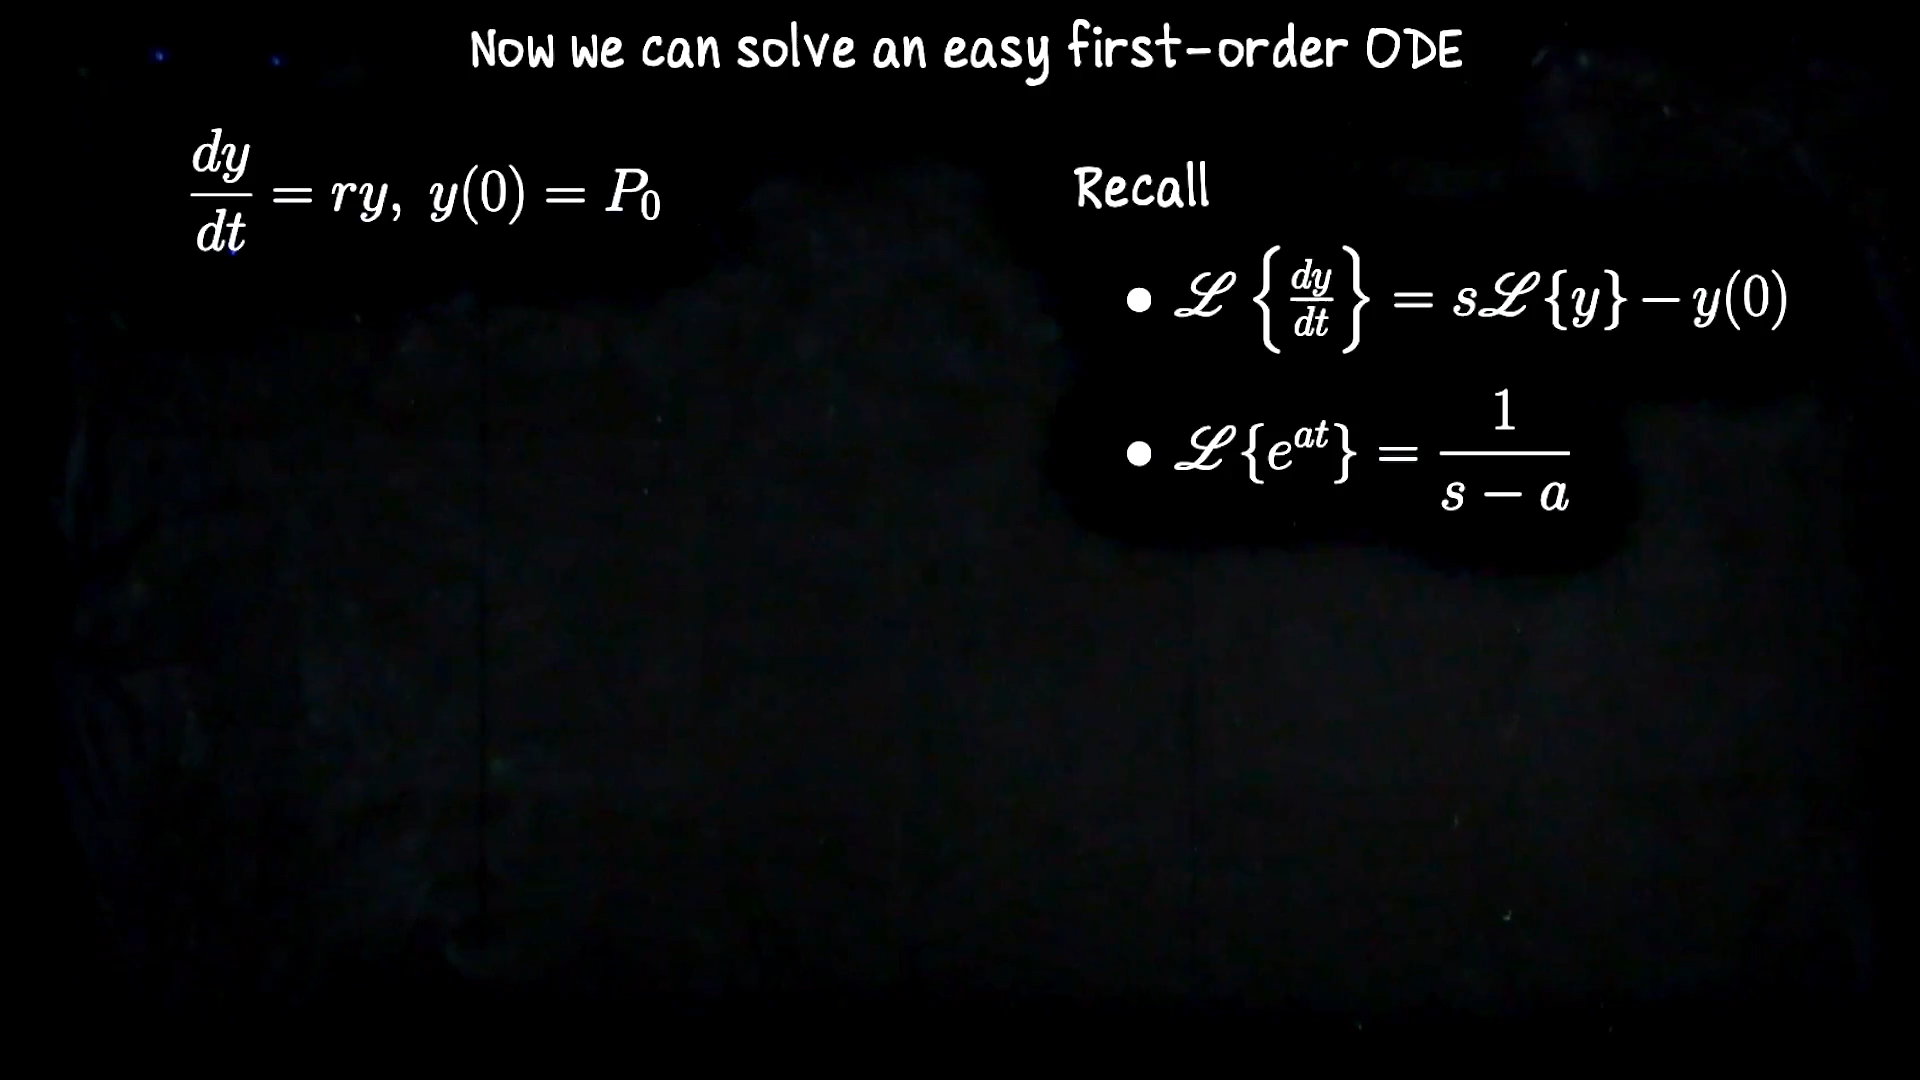 Now we can solve an easy first-order ODE
dy/dt = ry, y(0) = P₀
Recall
• ℒ{dy/dt} = sℒ{y} − y(0)
• ℒ{e^{at}} = 1/(s − a)